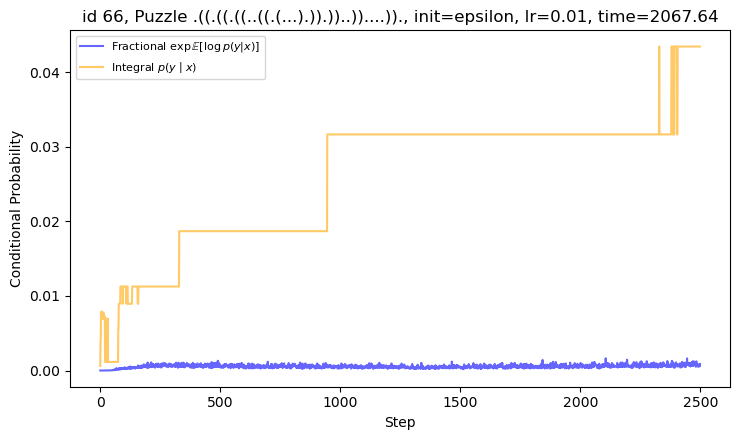 id 66, Puzzle .((.((.((..((.(...).)).))..))....))., init=epsilon, lr=0.01, time=2067.64
Fractional exp𝔼[log p(y|x)]
Integral p(y | x)
Conditional Probability
0.04
0.03
0.02
0.01
0.00
0 500 1000 1500 2000 2500
Step